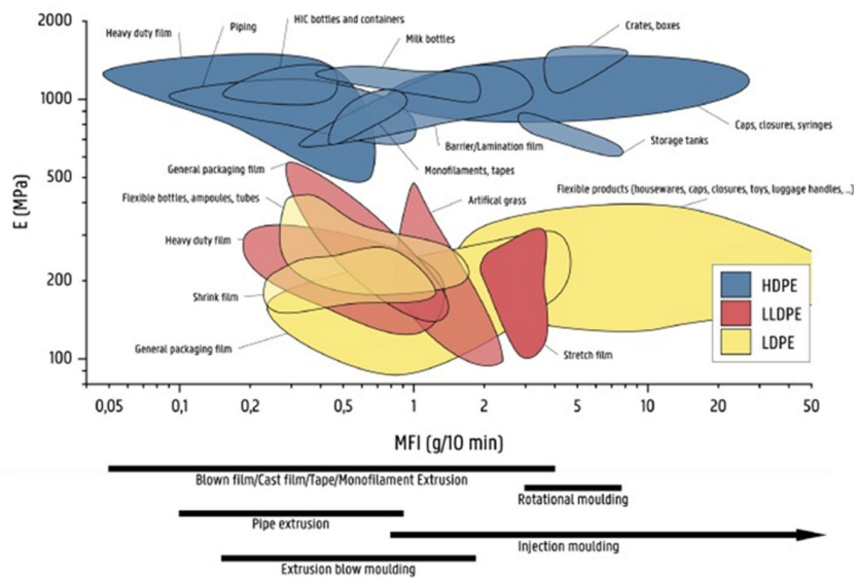 2000
1000
500
200
100
E (MPa)
Heavy duty film
Piping
HIC bottles and containers
Milk bottles
Crates, boxes
Caps, closures, syringes
Barrier/Lamination film
Storage tanks
Monofilaments, tapes
General packaging film
Flexible bottles, ampoules, tubes
Artifical grass
Flexible products (housewares, caps, closures, toys, luggage handles, ...)
Heavy duty film
Shrink film
General packaging film
Stretch film
HDPE
LLDPE
LDPE
0,05 0,1 0,2 0,5 1 2 5 10 20 50
MFI (g/10 min)
Blown film/Cast film/Tape/Monofilament Extrusion
Rotational moulding
Pipe extrusion
Injection moulding
Extrusion blow moulding